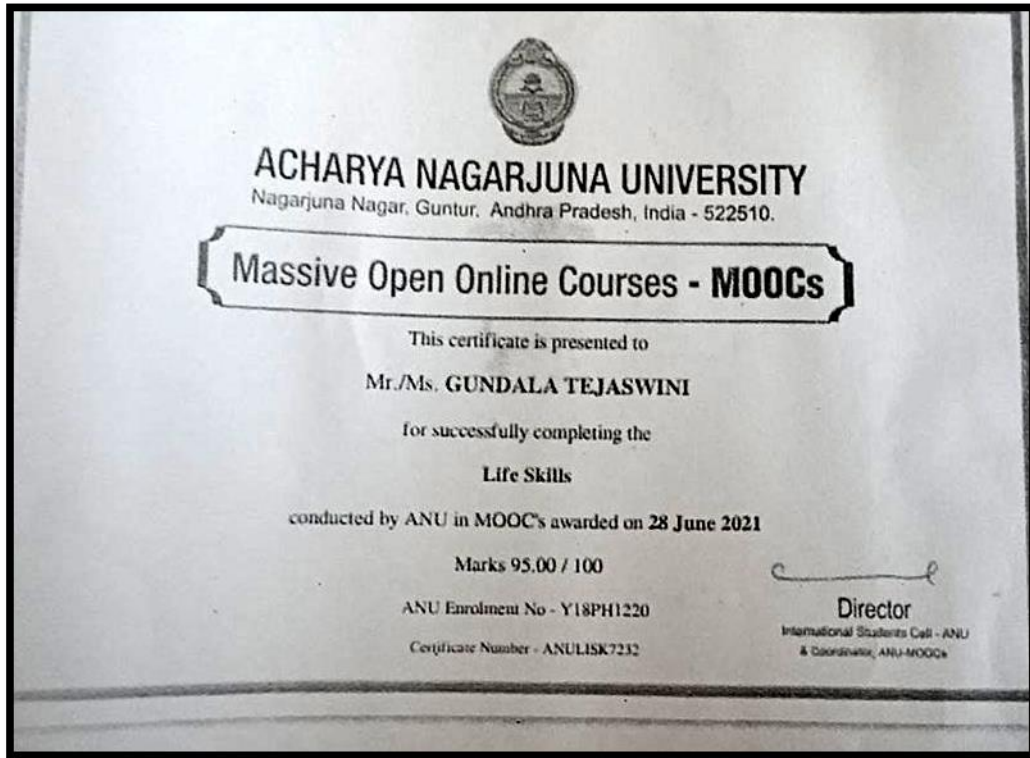 ACHARYA NAGARJUNA UNIVERSITY
Nagarjuna Nagar, Guntur, Andhra Pradesh, India - 522510.
Massive Open Online Courses - MOOCs
This certificate is presented to
Mr./Ms. GUNDALA TEJASWINI
for successfully completing the
Life Skills
conducted by ANU in MOOC's awarded on 28 June 2021
Marks 95.00 / 100
ANU Enrolment No - Y18PH1220
Certificate Number - ANULISK7232
Director
International Students Cell - ANU
& Coordinator, ANU-MOOCs